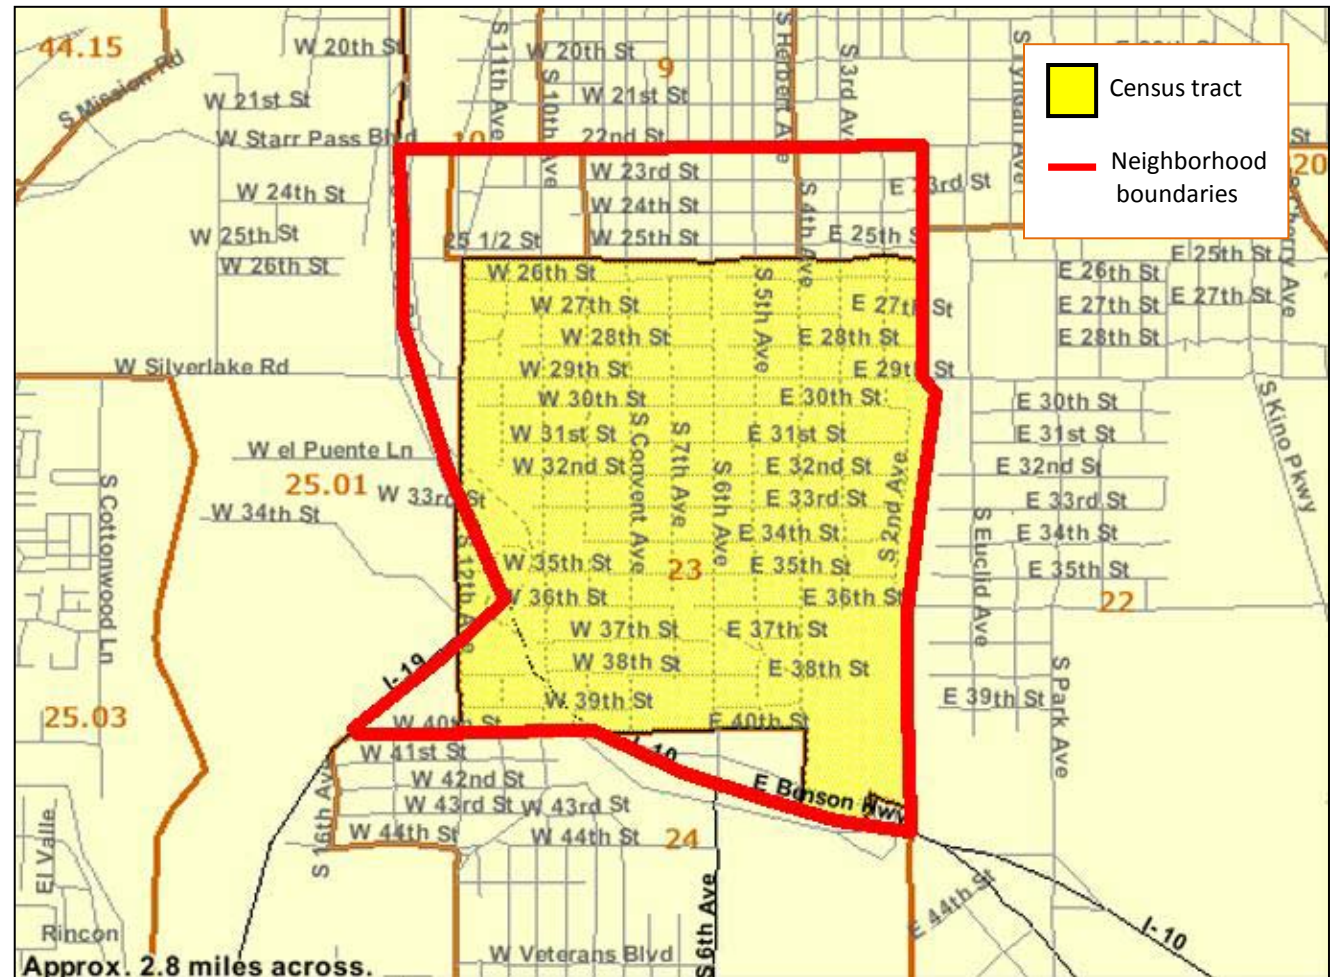 44.15
S Mission Rd
W 20th St
S 11th Ave
W 20th St
S 10th Ave
9
S Herbert Ave
S 3rd Av
W 21st St
W 21st St
W Starr Pass Blvd
10
22nd St
Census tract
Neighborhood
boundaries
St
20
W 23rd St
E 23rd St
W 24th St
W 24th St
S 4th Ave
W 25th St
25 1/2 St
W 25th St
E 25th S
E 25th St
W 26th St
W 26th St
E 26th St
S 5th Ave
W 27th St
E 27th St
E 27th St
E 27th St
W 28th St
E 28th St
E 28th St
W Silverlake Rd
W 29th St
E 29th St
S Kino Pkwy
W 30th St
E 30th St
E 30th St
W 31st St
S Convent Ave
S 7th Ave
E 31st St
E 31st St
W el Puente Ln
W 32nd St
S 6th Ave
E 32nd St
S 2nd Ave
E 32nd St
25.01
W 33rd St
E 33rd St
E 33rd St
S Cottonwood Ln
W 34th St
E 34th St
S Euclid Ave
E 34th St
S 12th Ave
W 35th St
23
E 35th St
E 35th St
W 36th St
E 36th St
22
W 37th St
E 37th St
W 38th St
E 38th St
I-19
S Park Ave
W 39th St
E 39th St
25.03
W 40th St
E 40th St
I-10
W 41st St
W 42nd St
E Benson Hwy
S 16th Ave
W 43rd St
W 43rd St
W 44th St
W 44th St
24
El Valle
E 44th St
S 6th Ave
Rincon
I-10
W Veterans Blvd
Approx. 2.8 miles across.